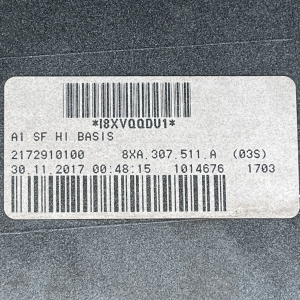 *I8XVQQDU1*
A1 SF HI BASIS
2172910100 8XA.307.511.A (03S)
30.11.2017 00:48:15 1014676 1703